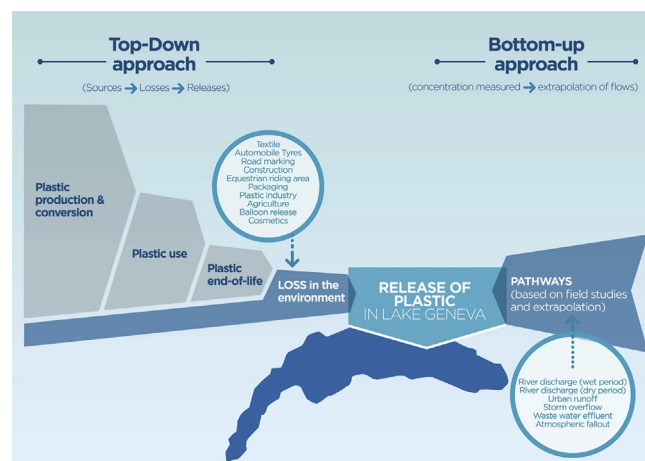 Top-Down
approach
(Sources → Losses → Releases)
Bottom-up
approach
(concentration measured → extrapolation of flows)
Textile
Automobile Tyres
Road marking
Construction
Equestrian riding area
Packaging
Plastic industry
Agriculture
Balloon release
Cosmetics
Plastic
production &
conversion
Plastic use
Plastic
end-of-life
LOSS in the
environment
RELEASE OF
PLASTIC
IN LAKE GENEVA
PATHWAYS
(based on field studies
and extrapolation)
River discharge (wet period)
River discharge (dry period)
Urban runoff
Storm overflow
Waste water effluent
Atmospheric fallout